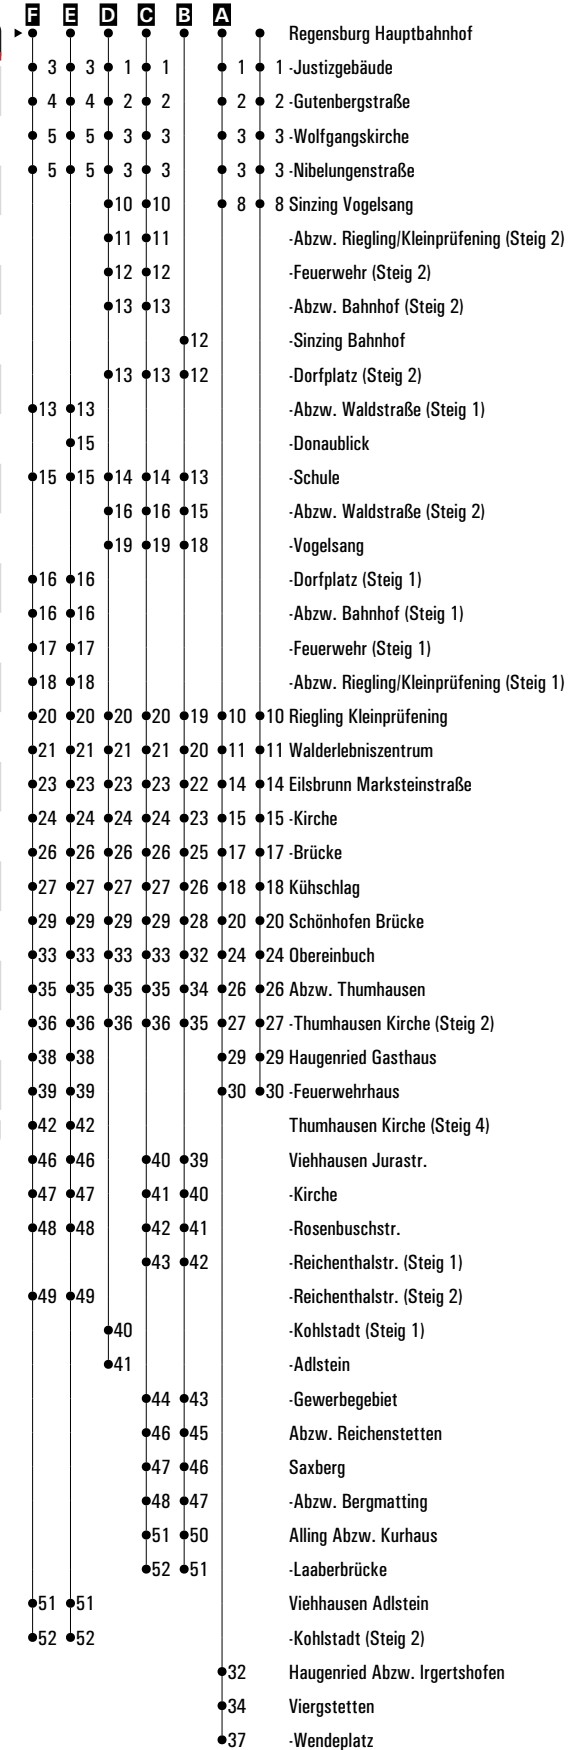 F E D C B A
Regensburg Hauptbahnhof
3 3 1 1 1 1 -Justizgebäude
4 4 2 2 2 2 -Gutenbergstraße
5 5 3 3 3 3 -Wolfgangskirche
5 5 3 3 3 3 -Nibelungenstraße
10 10 8 8 Sinzing Vogelsang
11 11 -Abzw. Riegling/Kleinprüfening (Steig 2)
12 12 -Feuerwehr (Steig 2)
13 13 -Abzw. Bahnhof (Steig 2)
12 -Sinzing Bahnhof
13 13 12 -Dorfplatz (Steig 2)
13 13 -Abzw. Waldstraße (Steig 1)
15 -Donaublick
15 15 14 14 13 -Schule
16 16 15 -Abzw. Waldstraße (Steig 2)
19 19 18 -Vogelsang
16 16 -Dorfplatz (Steig 1)
16 16 -Abzw. Bahnhof (Steig 1)
17 17 -Feuerwehr (Steig 1)
18 18 -Abzw. Riegling/Kleinprüfening (Steig 1)
20 20 20 20 19 10 10 Riegling Kleinprüfening
21 21 21 21 20 11 11 Walderlebniszentrum
23 23 23 23 22 14 14 Eilsbrunn Marksteinstraße
24 24 24 24 23 15 15 -Kirche
26 26 26 26 25 17 17 -Brücke
27 27 27 27 26 18 18 Kühschlag
29 29 29 29 28 20 20 Schönhofen Brücke
33 33 33 33 32 24 24 Obereinbuch
35 35 35 35 34 26 26 Abzw. Thumhausen
36 36 36 36 35 27 27 -Thumhausen Kirche (Steig 2)
38 38 29 29 Haugenried Gasthaus
39 39 30 30 -Feuerwehrhaus
42 42 Thumhausen Kirche (Steig 4)
46 46 40 39 Viehhausen Jurastr.
47 47 41 40 -Kirche
48 48 42 41 -Rosenbuschstr.
43 42 -Reichenthalstr. (Steig 1)
49 49 -Reichenthalstr. (Steig 2)
40 -Kohlstadt (Steig 1)
41 -Adlstein
44 43 -Gewerbegebiet
46 45 Abzw. Reichenstetten
47 46 Saxberg
48 47 -Abzw. Bergmatting
51 50 Alling Abzw. Kurhaus
52 51 -Laaberbrücke
51 51 Viehhausen Adlstein
52 52 -Kohlstadt (Steig 2)
32 Haugenried Abzw. Irgertshofen
34 Viergstetten
37 -Wendeplatz